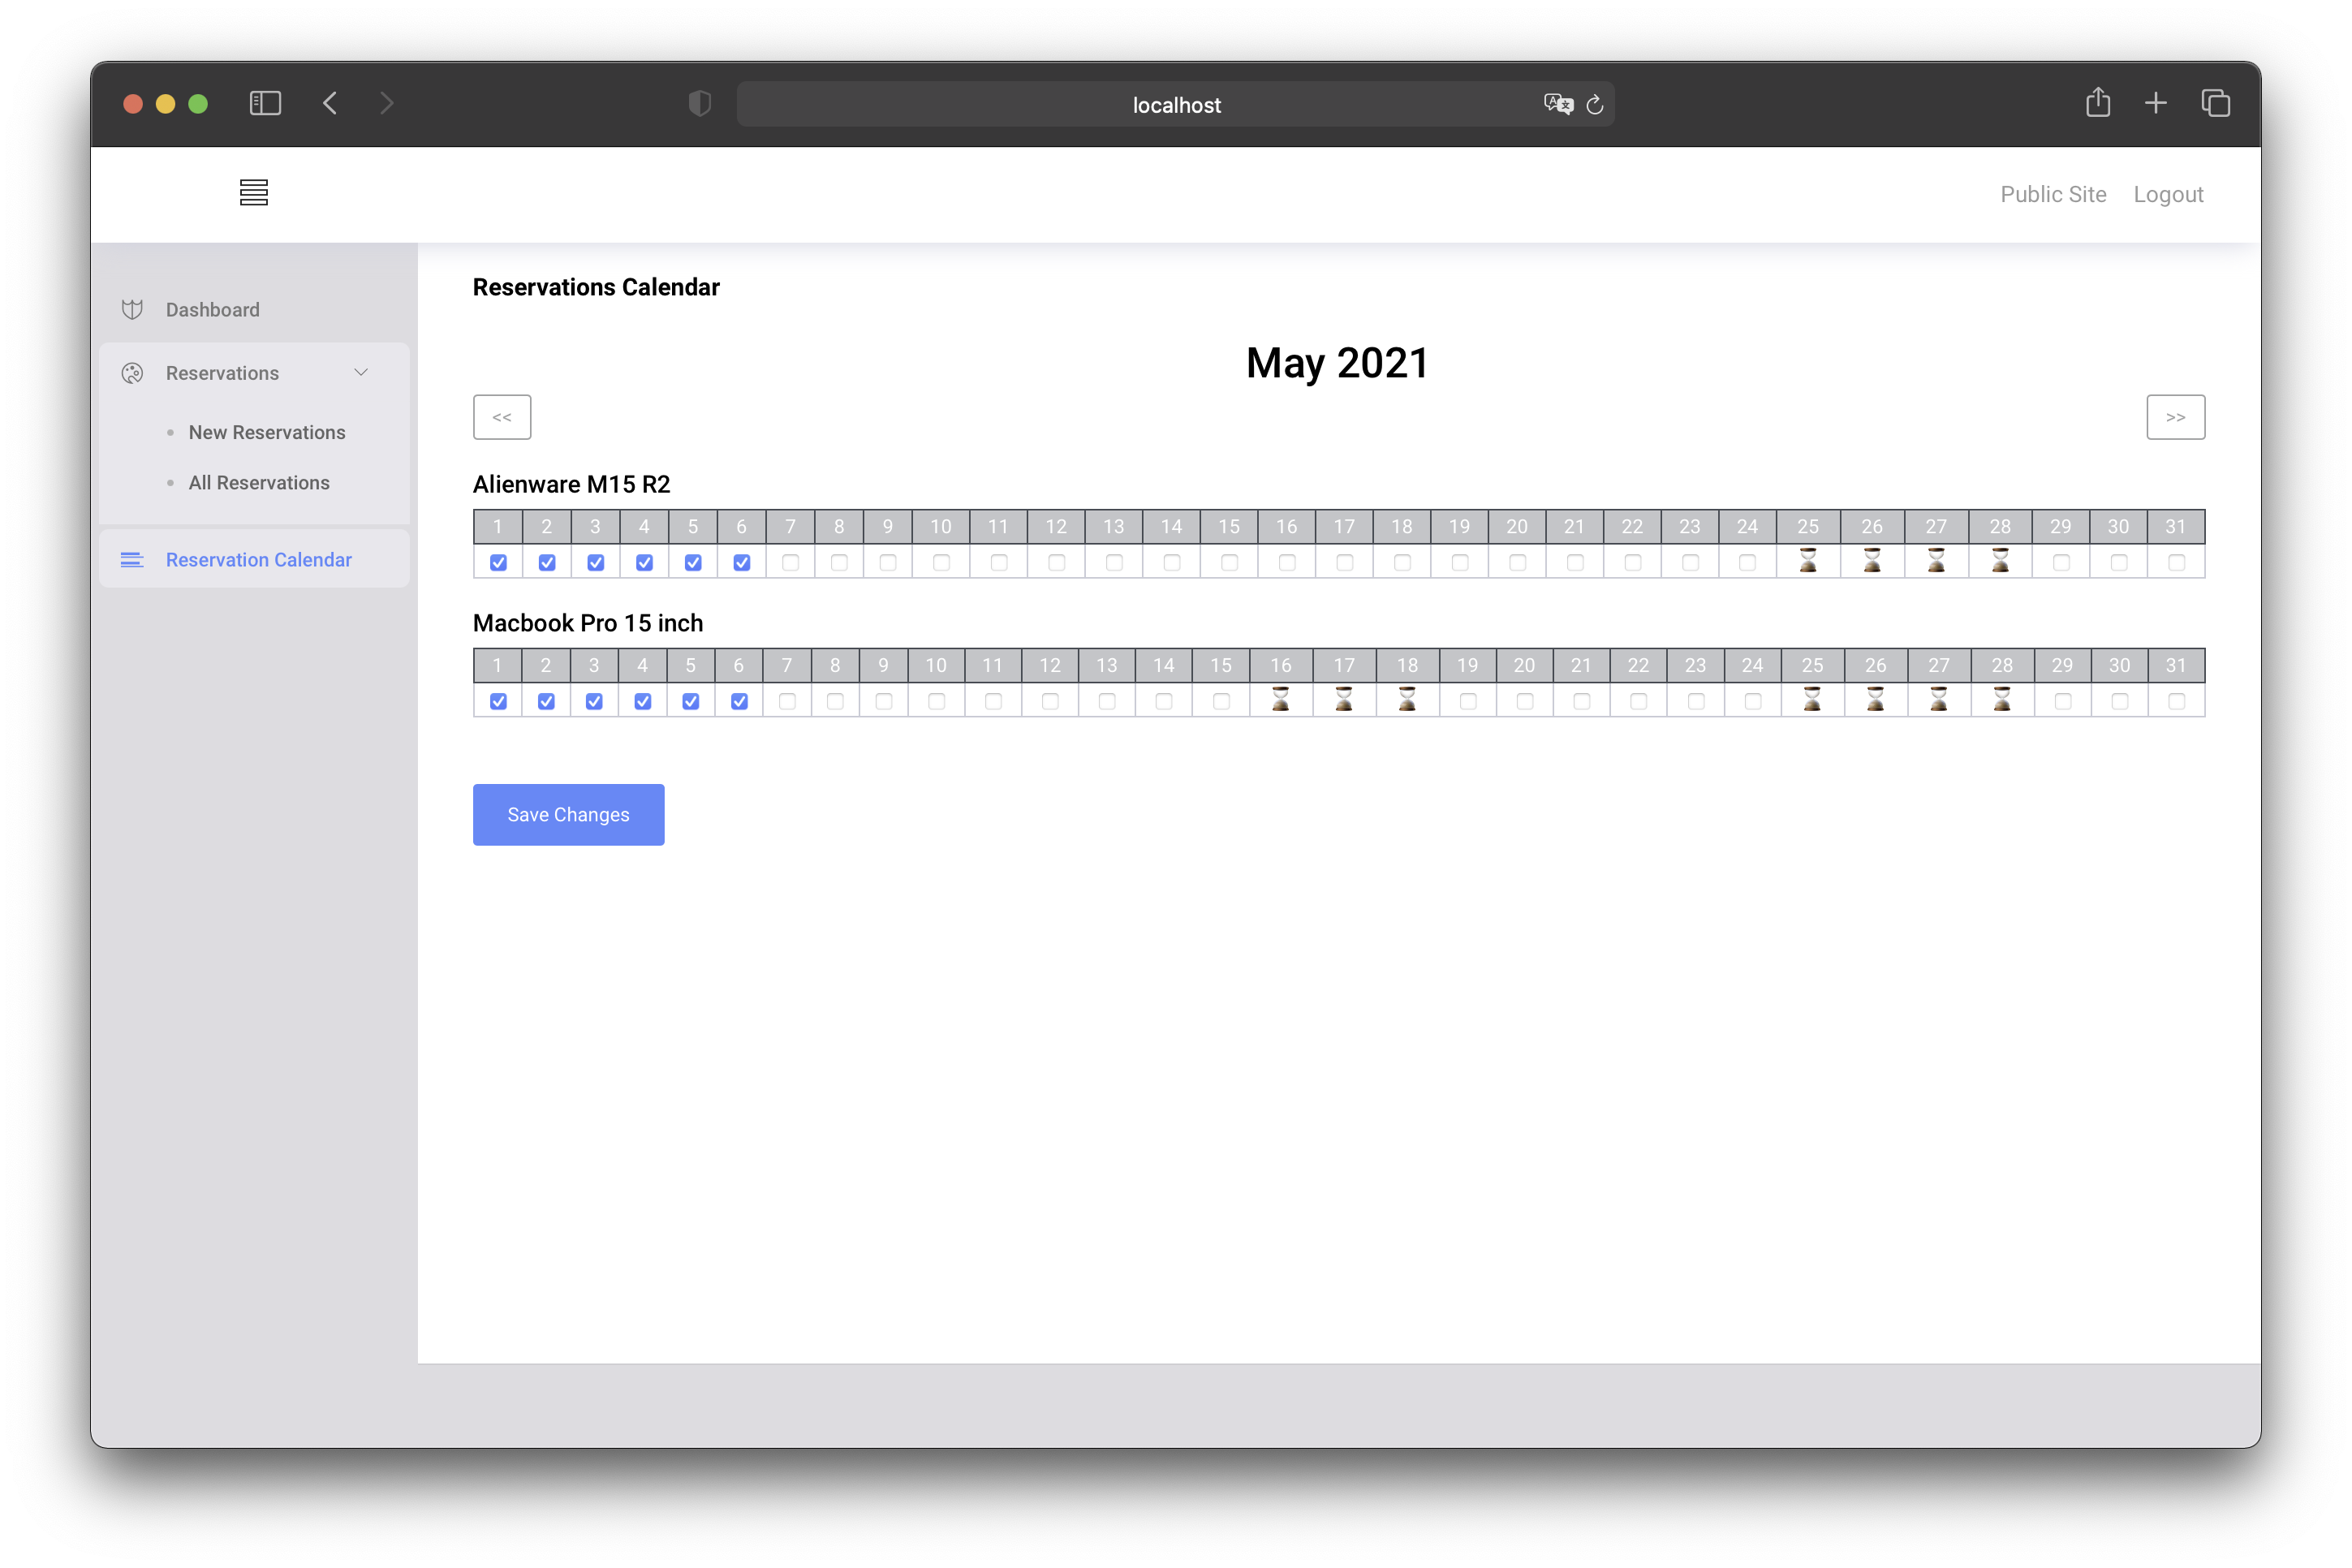 localhost
Public Site Logout
Dashboard
Reservations
New Reservations
All Reservations
Reservation Calendar
Reservations Calendar
May 2021
<< >>
Alienware M15 R2
1 2 3 4 5 6 7 8 9 10 11 12 13 14 15 16 17 18 19 20 21 22 23 24 25 26 27 28 29 30 31
Macbook Pro 15 inch
1 2 3 4 5 6 7 8 9 10 11 12 13 14 15 16 17 18 19 20 21 22 23 24 25 26 27 28 29 30 31
Save Changes